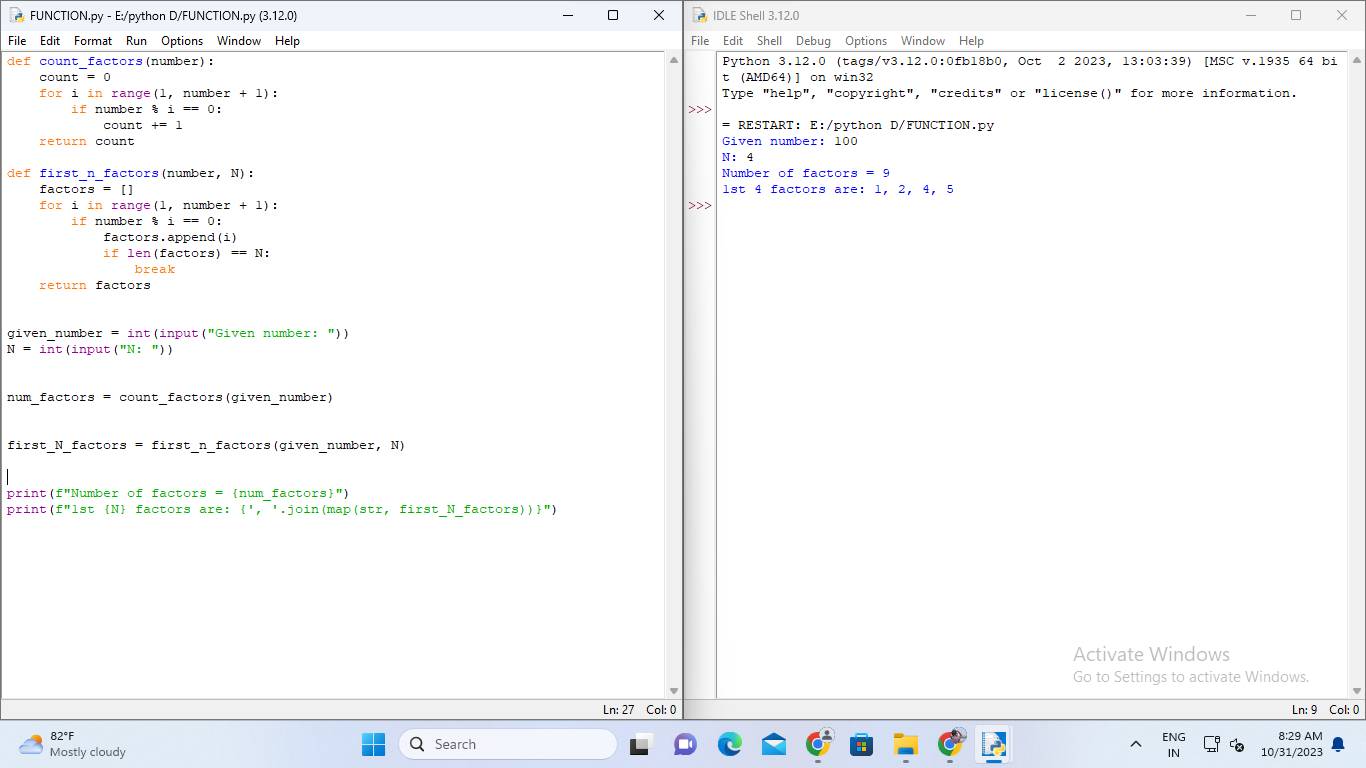 FUNCTION.py - E:/python D/FUNCTION.py (3.12.0)
File Edit Format Run Options Window Help
def count_factors(number):
    count = 0
    for i in range(1, number + 1):
        if number % i == 0:
            count += 1
    return count

def first_n_factors(number, N):
    factors = []
    for i in range(1, number + 1):
        if number % i == 0:
            factors.append(i)
            if len(factors) == N:
                break
    return factors


given_number = int(input("Given number: "))
N = int(input("N: "))


num_factors = count_factors(given_number)


first_N_factors = first_n_factors(given_number, N)


print(f"Number of factors = {num_factors}")
print(f"1st {N} factors are: {', '.join(map(str, first_N_factors))}")
Ln: 27 Col: 0
IDLE Shell 3.12.0
File Edit Shell Debug Options Window Help
Python 3.12.0 (tags/v3.12.0:0fb18b0, Oct  2 2023, 13:03:39) [MSC v.1935 64 bi
t (AMD64)] on win32
Type "help", "copyright", "credits" or "license()" for more information.
>>>
= RESTART: E:/python D/FUNCTION.py
Given number: 100
N: 4
Number of factors = 9
1st 4 factors are: 1, 2, 4, 5
>>>
Activate Windows
Go to Settings to activate Windows.
Ln: 9 Col: 0
82°F
Mostly cloudy
Search
ENG
IN
8:29 AM
10/31/2023